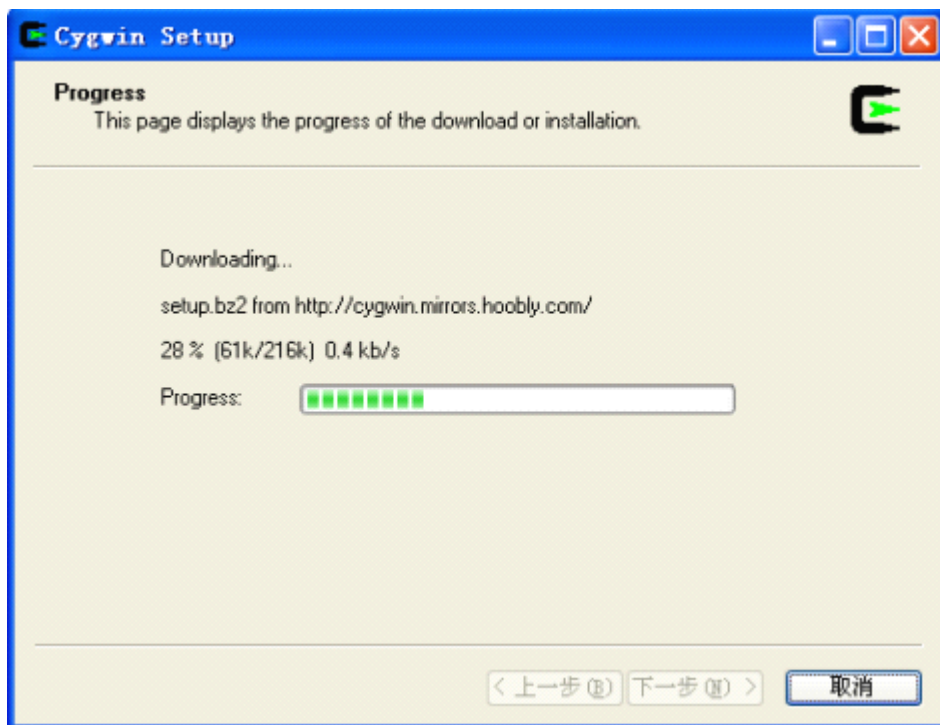 Cygwin Setup
Progress
This page displays the progress of the download or installation.
Downloading...
setup.bz2 from http://cygwin.mirrors.hoobly.com/
28 % (61k/216k) 0.4 kb/s
Progress:
< 上一步(B) 下一步(N) > 取消